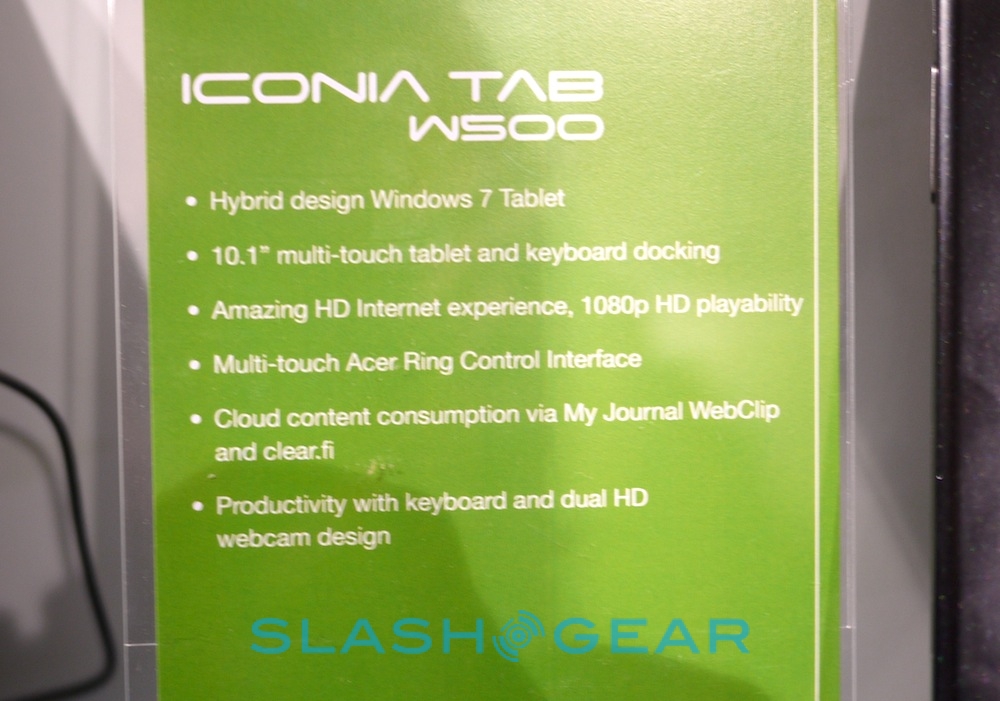 ICONIA TAB
W500
• Hybrid design Windows 7 Tablet
• 10.1” multi-touch tablet and keyboard docking
• Amazing HD Internet experience, 1080p HD playability
• Multi-touch Acer Ring Control Interface
• Cloud content consumption via My Journal WebClip
and clear.fi
• Productivity with keyboard and dual HD
webcam design
SLASH GEAR